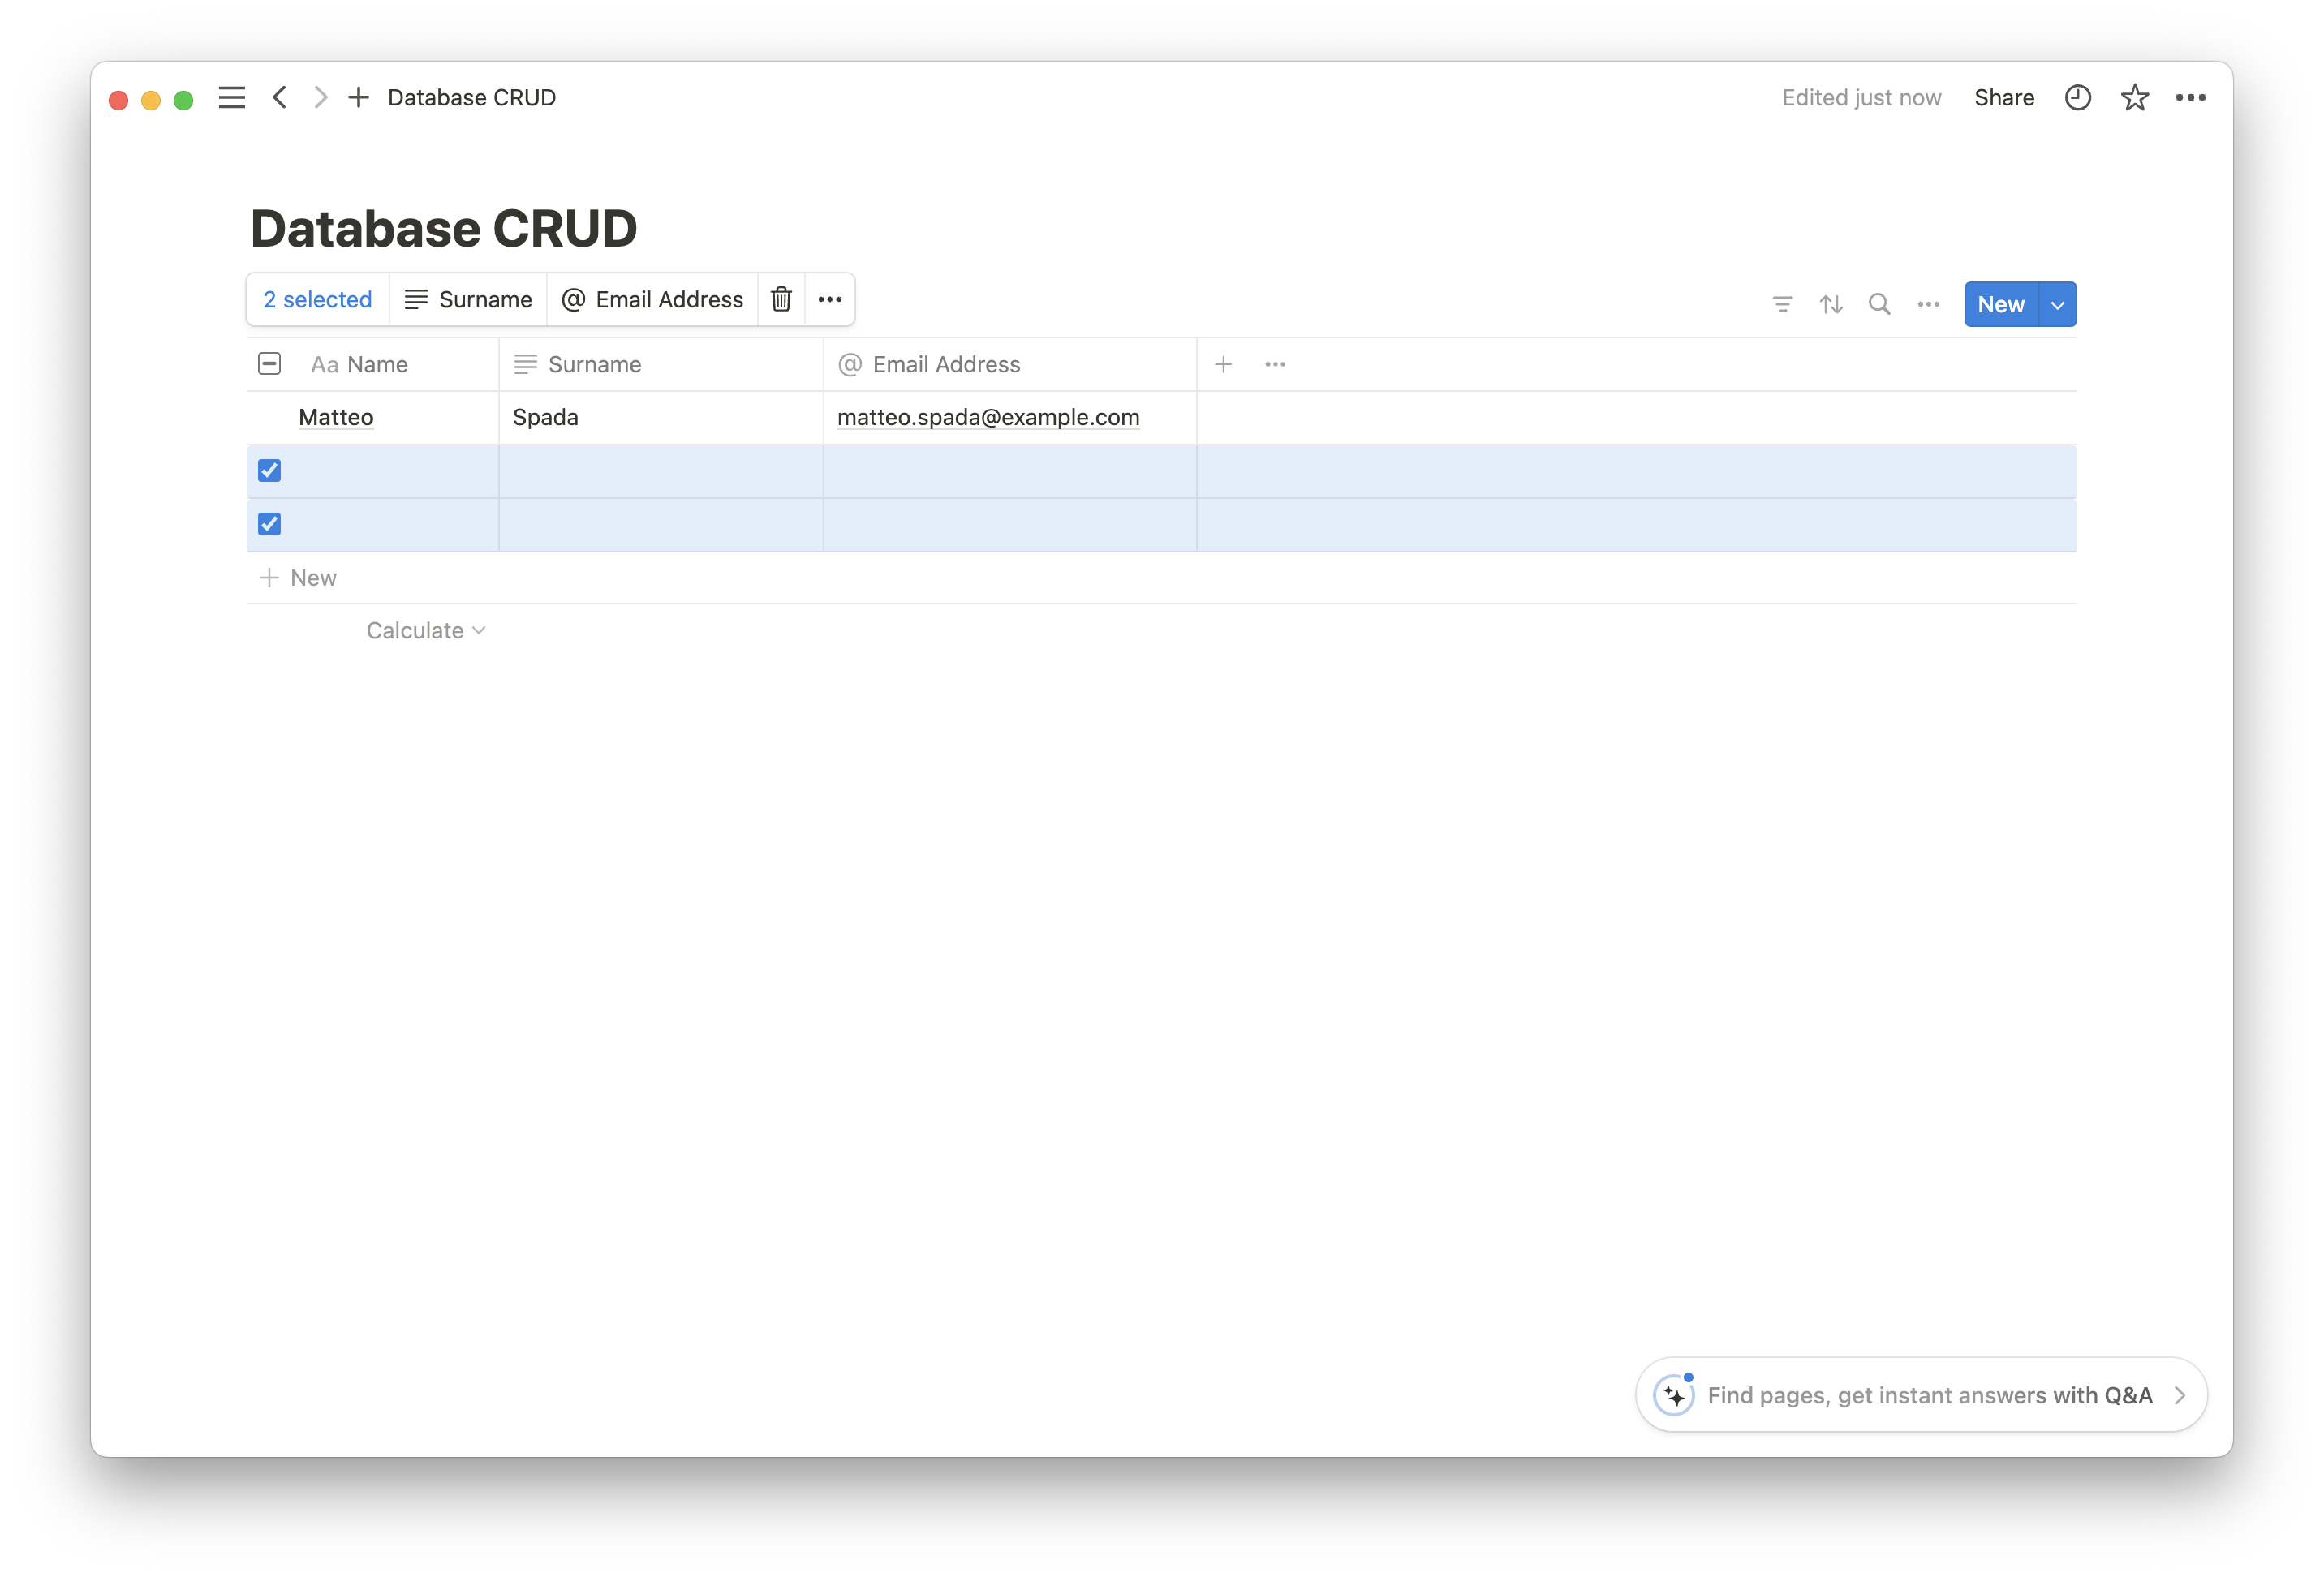 Database CRUD
Edited just now Share
Database CRUD
2 selected Surname @ Email Address
New
Aa Name Surname @ Email Address
Matteo Spada matteo.spada@example.com
+ New
Calculate
Find pages, get instant answers with Q&A